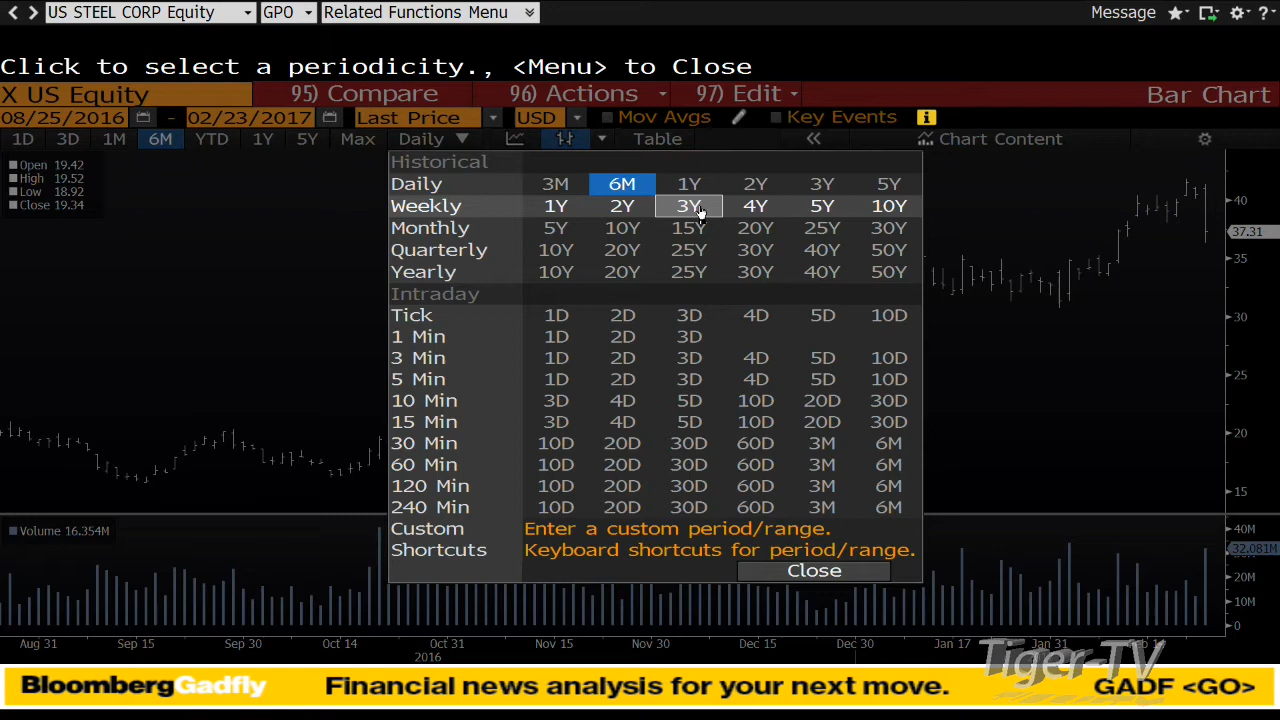 US STEEL CORP Equity GPO Related Functions Menu Message
Click to select a periodicity., <Menu> to Close
X US Equity 95) Compare 96) Actions 97) Edit Bar Chart
08/25/2016 - 02/23/2017 Last Price USD Mov Avgs Key Events
1D 3D 1M 6M YTD 1Y 5Y Max Daily Table Chart Content
Open 19.42
High 19.52
Low 18.92
Close 19.34
Historical
Daily 3M 6M 1Y 2Y 3Y 5Y
Weekly 1Y 2Y 3Y 4Y 5Y 10Y
Monthly 5Y 10Y 15Y 20Y 25Y 30Y
Quarterly 10Y 20Y 25Y 30Y 40Y 50Y
Yearly 10Y 20Y 25Y 30Y 40Y 50Y
Intraday
Tick 1D 2D 3D 4D 5D 10D
1 Min 1D 2D 3D
3 Min 1D 2D 3D 4D 5D 10D
5 Min 1D 2D 3D 4D 5D 10D
10 Min 3D 4D 5D 10D 20D 30D
15 Min 3D 4D 5D 10D 20D 30D
30 Min 10D 20D 30D 60D 3M 6M
60 Min 10D 20D 30D 60D 3M 6M
120 Min 10D 20D 30D 60D 3M 6M
240 Min 10D 20D 30D 60D 3M 6M
Custom Enter a custom period/range.
Shortcuts Keyboard shortcuts for period/range.
Close
40
37.31
35
30
25
20
15
Volume 16.354M
40M
32.081M
20M
10M
0
Aug 31 Sep 15 Sep 30 Oct 14 Oct 31 Nov 15 Nov 30 Dec 15 Dec 30 Jan 17 Jan 31
2016
Tiger-TV
BloombergGadfly Financial news analysis for your next move. GADF <GO>